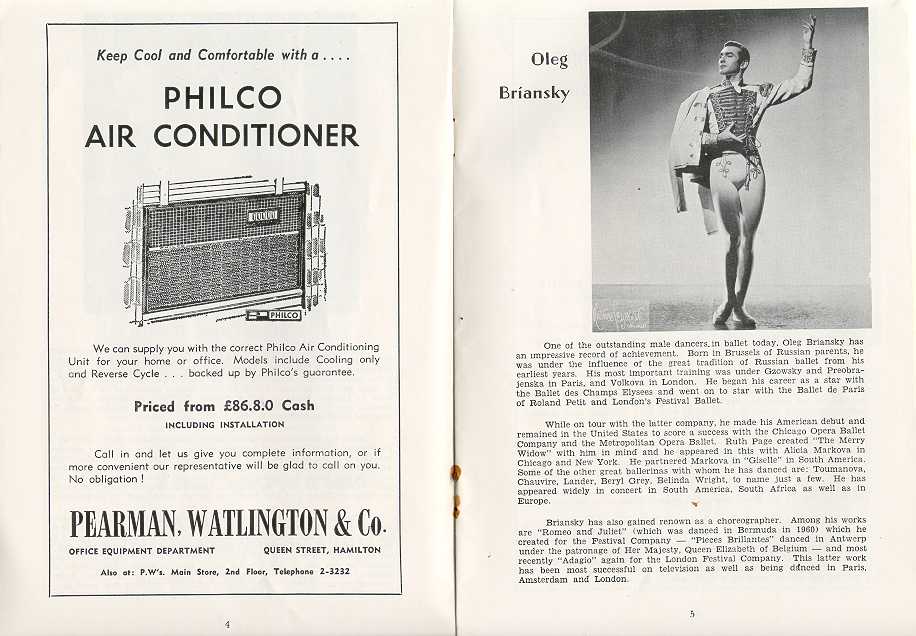 Keep Cool and Comfortable with a . . . .
PHILCO
AIR CONDITIONER
PHILCO
We can supply you with the correct Philco Air Conditioning
Unit for your home or office. Models include Cooling only
and Reverse Cycle . . . backed up by Philco's guarantee.
Priced from £86.8.0 Cash
INCLUDING INSTALLATION
Call in and let us give you complete information, or if
more convenient our representative will be glad to call on you.
No obligation !
PEARMAN, WATLINGTON & Co.
OFFICE EQUIPMENT DEPARTMENT QUEEN STREET, HAMILTON
Also at: P.W's. Main Store, 2nd Floor, Telephone 2-3232
4
Oleg
Briansky
One of the outstanding male dancers in ballet today, Oleg Briansky has
an impressive record of achievement. Born in Brussels of Russian parents, he
was under the influence of the great tradition of Russian ballet from his
earliest years. His most important training was under Gzowsky and Preobra-
jenska in Paris, and Volkova in London. He began his career as a star with
the Ballet des Champs Elysees and went on to star with the Ballet de Paris
of Roland Petit and London's Festival Ballet.
While on tour with the latter company, he made his American debut and
remained in the United States to score a success with the Chicago Opera Ballet
Company and the Metropolitan Opera Ballet. Ruth Page created "The Merry
Widow" with him in mind and he appeared in this with Alicia Markova in
Chicago and New York. He partnered Markova in "Giselle" in South America.
Some of the other great ballerinas with whom he has danced are: Toumanova,
Chauvire, Lander, Beryl Grey, Belinda Wright, to name just a few. He has
appeared widely in concert in South America, South Africa as well as in
Europe.
Briansky has also gained renown as a choreographer. Among his works
are "Romeo and Juliet" (which was danced in Bermuda in 1960) which he
created for the Festival Company — "Pieces Brillantes" danced in Antwerp
under the patronage of Her Majesty, Queen Elizabeth of Belgium — and most
recently "Adagio" again for the London Festival Company. This latter work
has been most successful on television as well as being danced in Paris,
Amsterdam and London.
5